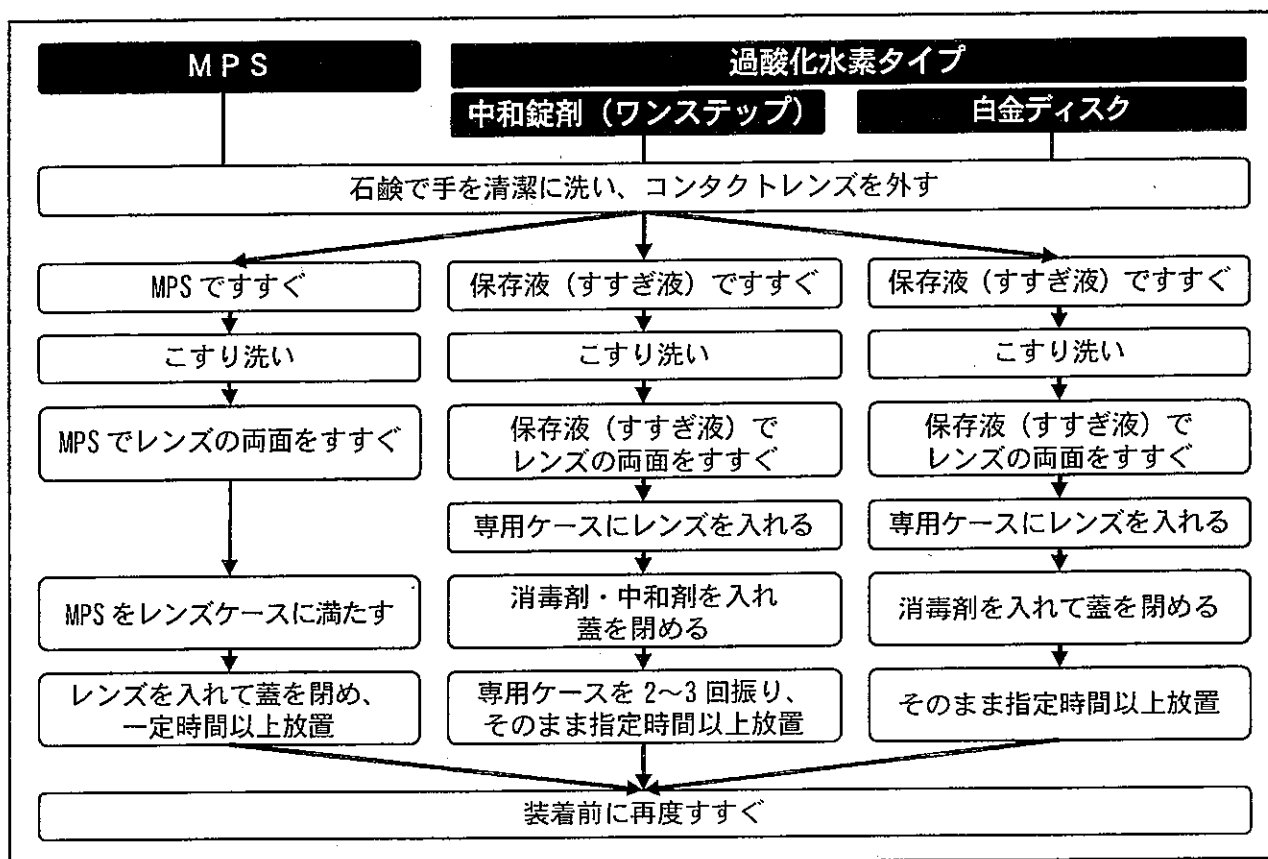 MPS
過酸化水素タイプ
中和錠剤（ワンステップ）
白金ディスク
石鹸で手を清潔に洗い、コンタクトレンズを外す
MPSですすぐ
保存液（すすぎ液）ですすぐ
保存液（すすぎ液）ですすぐ
こすり洗い
こすり洗い
こすり洗い
MPSでレンズの両面をすすぐ
保存液（すすぎ液）で
レンズの両面をすすぐ
保存液（すすぎ液）で
レンズの両面をすすぐ
専用ケースにレンズを入れる
専用ケースにレンズを入れる
MPSをレンズケースに満たす
消毒剤・中和剤を入れ
蓋を閉める
消毒剤を入れて蓋を閉める
レンズを入れて蓋を閉め、
一定時間以上放置
専用ケースを2～3回振り、
そのまま指定時間以上放置
そのまま指定時間以上放置
装着前に再度すすぐ